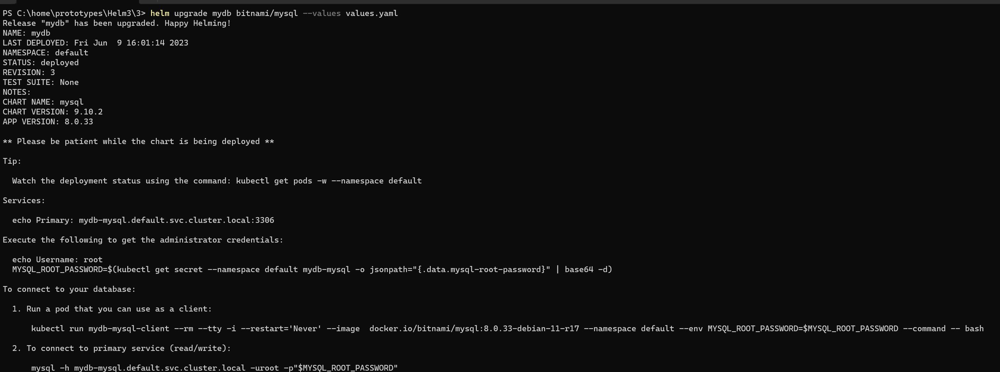 PS C:\home\prototypes\Helm3\3> helm upgrade mydb bitnami/mysql --values values.yaml
Release "mydb" has been upgraded. Happy Helming!
NAME: mydb
LAST DEPLOYED: Fri Jun  9 16:01:14 2023
NAMESPACE: default
STATUS: deployed
REVISION: 3
TEST SUITE: None
NOTES:
CHART NAME: mysql
CHART VERSION: 9.10.2
APP VERSION: 8.0.33
** Please be patient while the chart is being deployed **
Tip:
  Watch the deployment status using the command: kubectl get pods -w --namespace default
Services:
  echo Primary: mydb-mysql.default.svc.cluster.local:3306
Execute the following to get the administrator credentials:
  echo Username: root
  MYSQL_ROOT_PASSWORD=$(kubectl get secret --namespace default mydb-mysql -o jsonpath="{.data.mysql-root-password}" | base64 -d)
To connect to your database:
  1. Run a pod that you can use as a client:
      kubectl run mydb-mysql-client --rm --tty -i --restart='Never' --image  docker.io/bitnami/mysql:8.0.33-debian-11-r17 --namespace default --env MYSQL_ROOT_PASSWORD=$MYSQL_ROOT_PASSWORD --command -- bash
  2. To connect to primary service (read/write):
      mysql -h mydb-mysql.default.svc.cluster.local -uroot -p"$MYSQL_ROOT_PASSWORD"